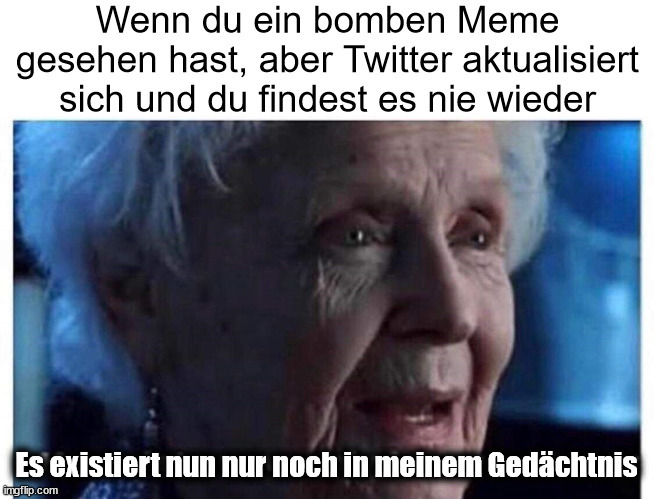 Wenn du ein bomben Meme
gesehen hast, aber Twitter aktualisiert
sich und du findest es nie wieder
Es existiert nun nur noch in meinem Gedächtnis
imgflip.com